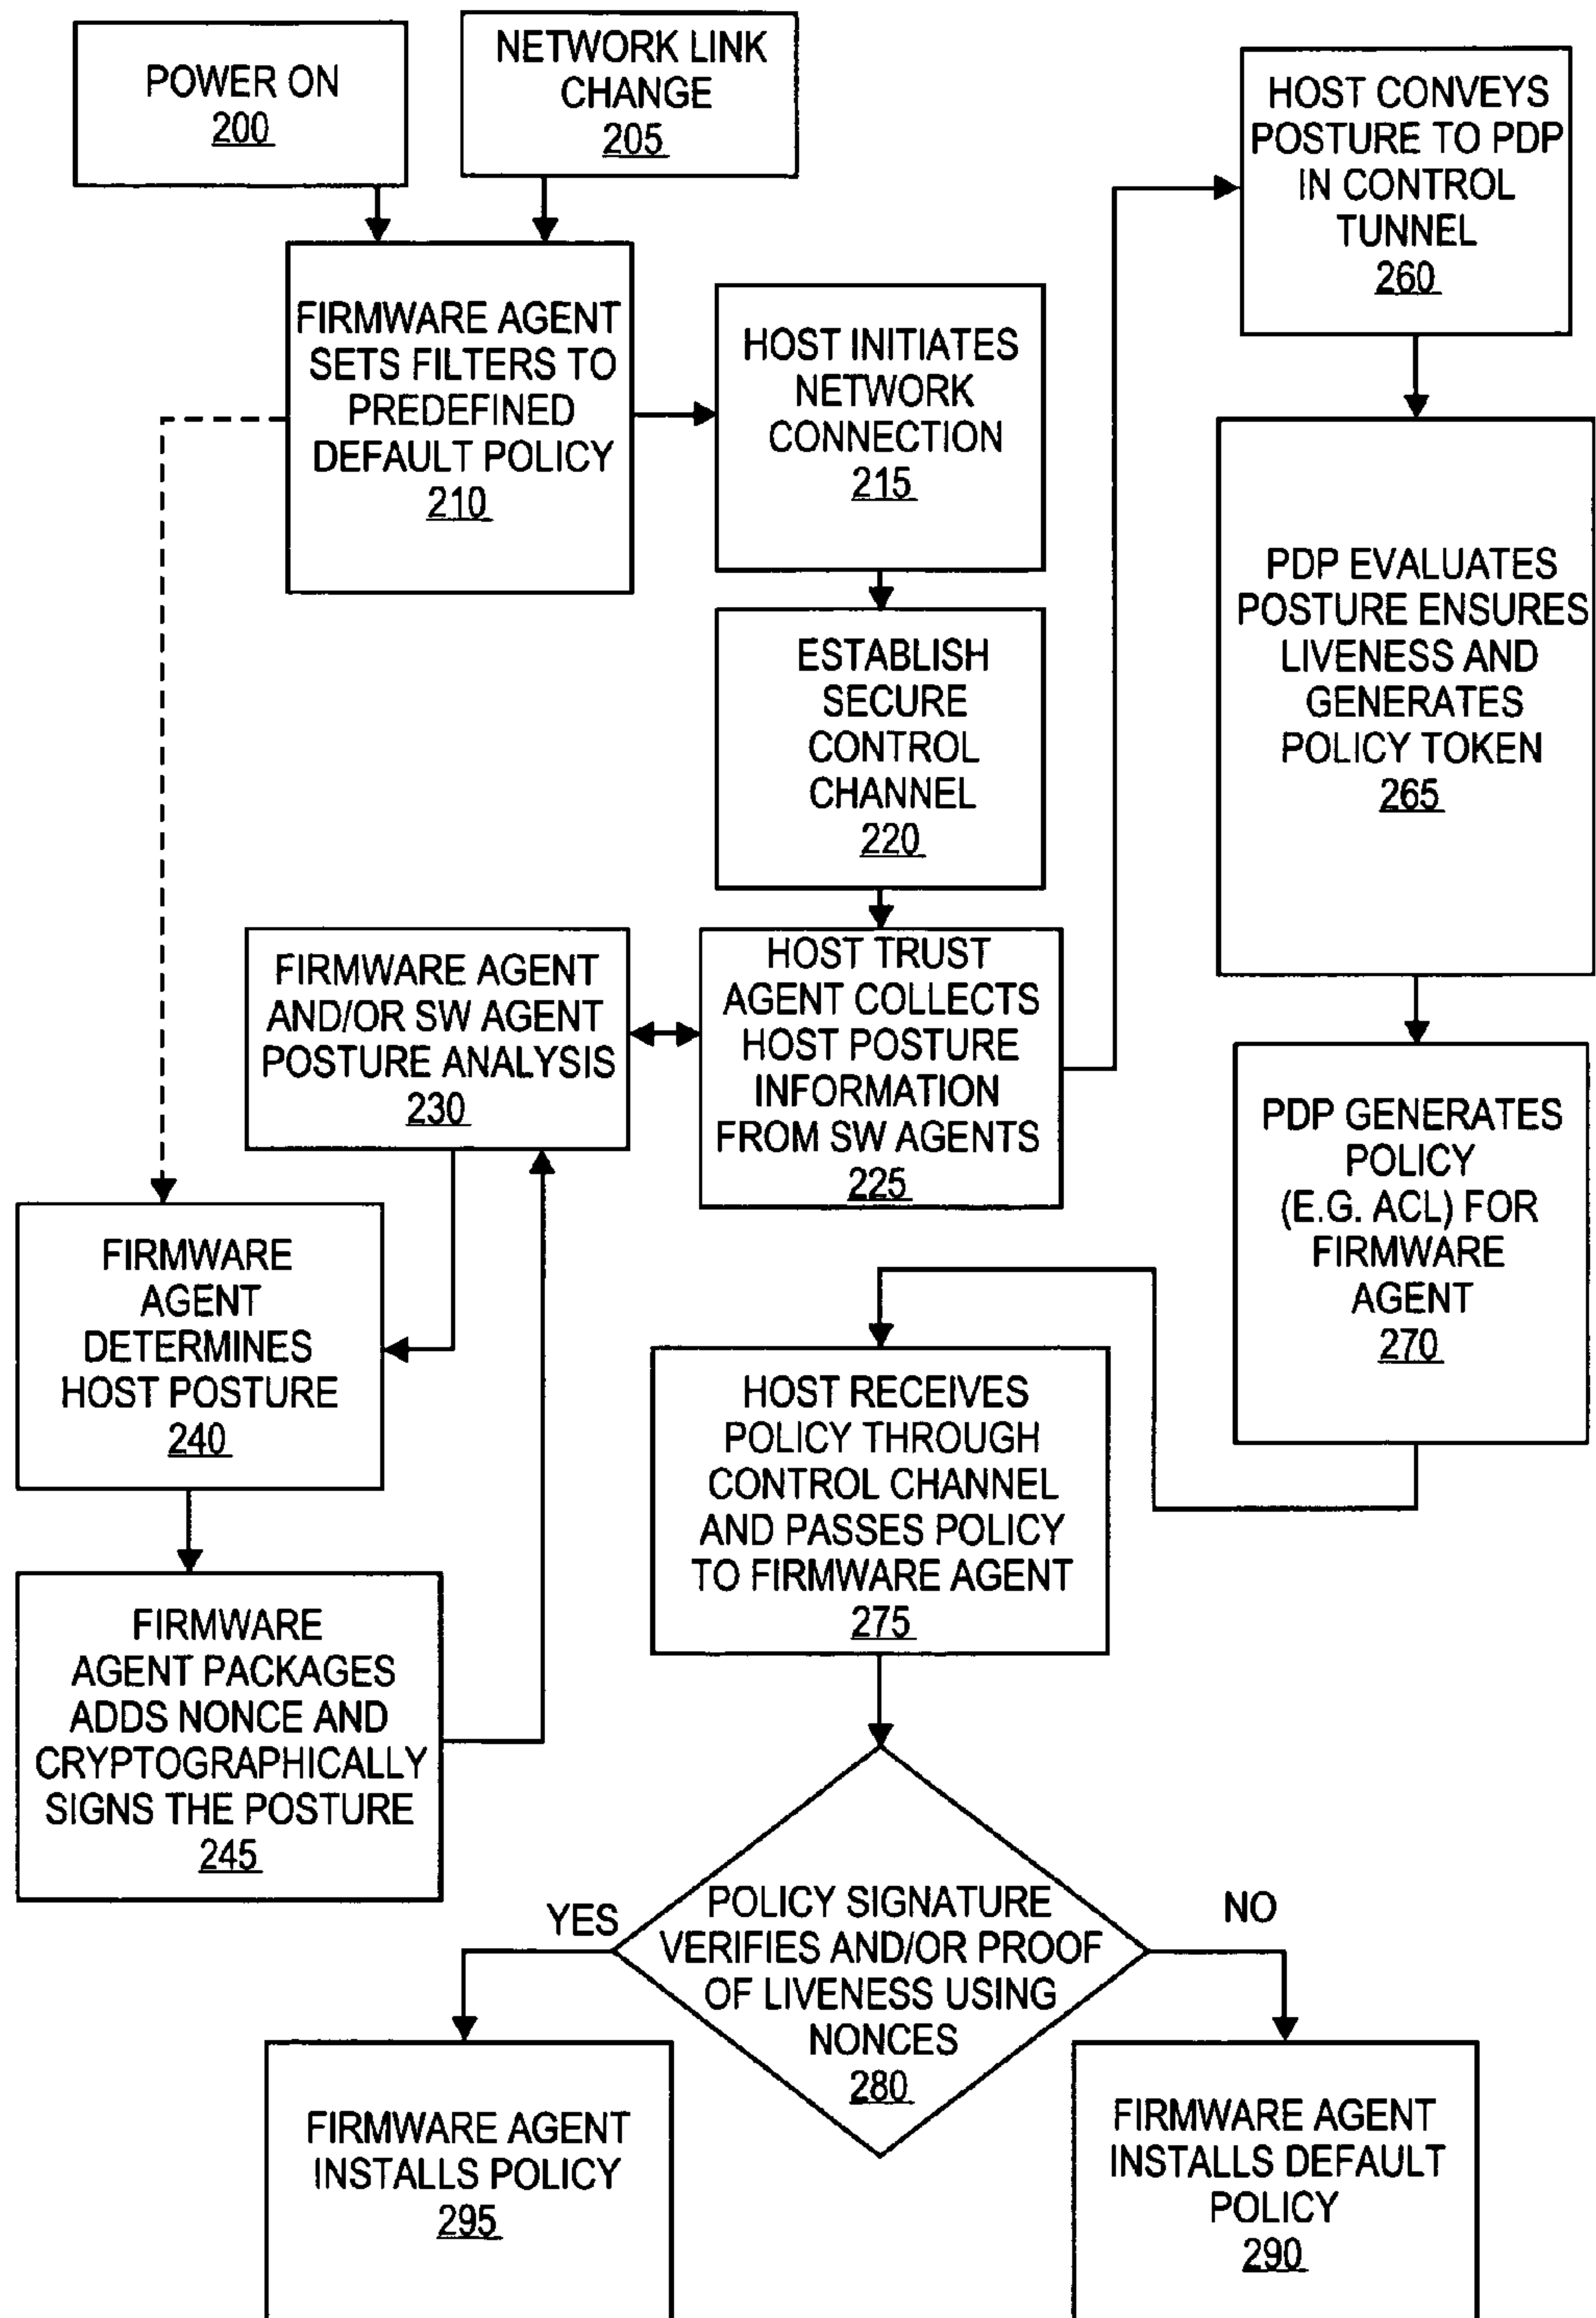 POWER ON
200
NETWORK LINK
CHANGE
205
FIRMWARE AGENT
SETS FILTERS TO
PREDEFINED
DEFAULT POLICY
210
HOST INITIATES
NETWORK
CONNECTION
215
ESTABLISH
SECURE
CONTROL
CHANNEL
220
HOST TRUST
AGENT COLLECTS
HOST POSTURE
INFORMATION
FROM SW AGENTS
225
FIRMWARE AGENT
AND/OR SW AGENT
POSTURE ANALYSIS
230
FIRMWARE
AGENT
DETERMINES
HOST POSTURE
240
FIRMWARE
AGENT PACKAGES
ADDS NONCE AND
CRYPTOGRAPHICALLY
SIGNS THE POSTURE
245
HOST CONVEYS
POSTURE TO PDP
IN CONTROL
TUNNEL
260
PDP EVALUATES
POSTURE ENSURES
LIVENESS AND
GENERATES
POLICY TOKEN
265
PDP GENERATES
POLICY
(E.G. ACL) FOR
FIRMWARE
AGENT
270
HOST RECEIVES
POLICY THROUGH
CONTROL CHANNEL
AND PASSES POLICY
TO FIRMWARE AGENT
275
POLICY SIGNATURE
VERIFIES AND/OR PROOF
OF LIVENESS USING
NONCES
280
YES
NO
FIRMWARE AGENT
INSTALLS POLICY
295
FIRMWARE AGENT
INSTALLS DEFAULT
POLICY
290